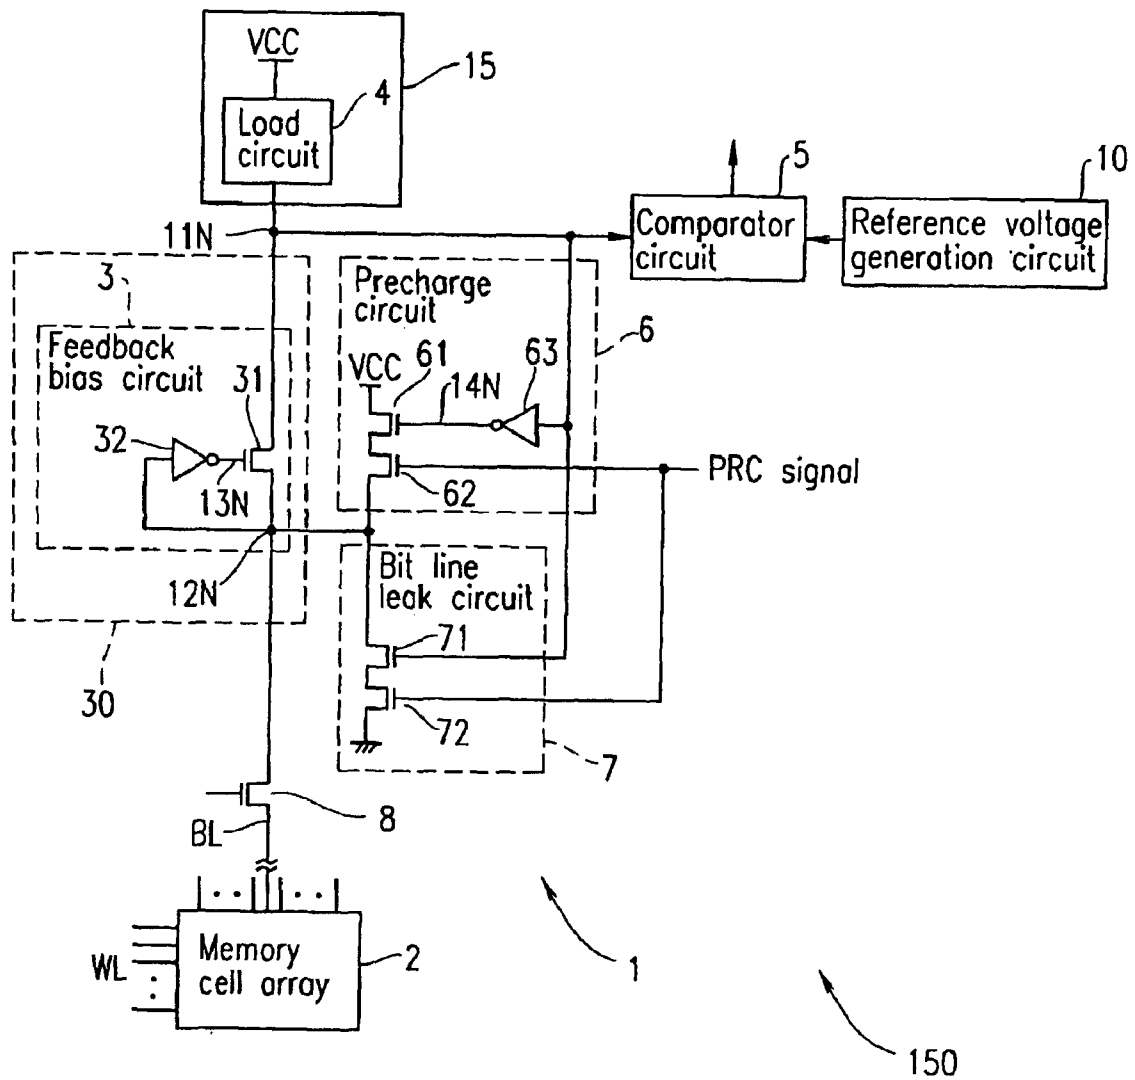 VCC
15
4
Load
circuit
5
10
11N
Comparator
circuit
Reference voltage
generation circuit
3
Precharge
circuit
6
Feedback
bias circuit
31
VCC
61
14N
63
32
13N
62
PRC signal
12N
Bit line
leak circuit
71
30
72
7
8
BL
WL
Memory
cell array
2
1
150